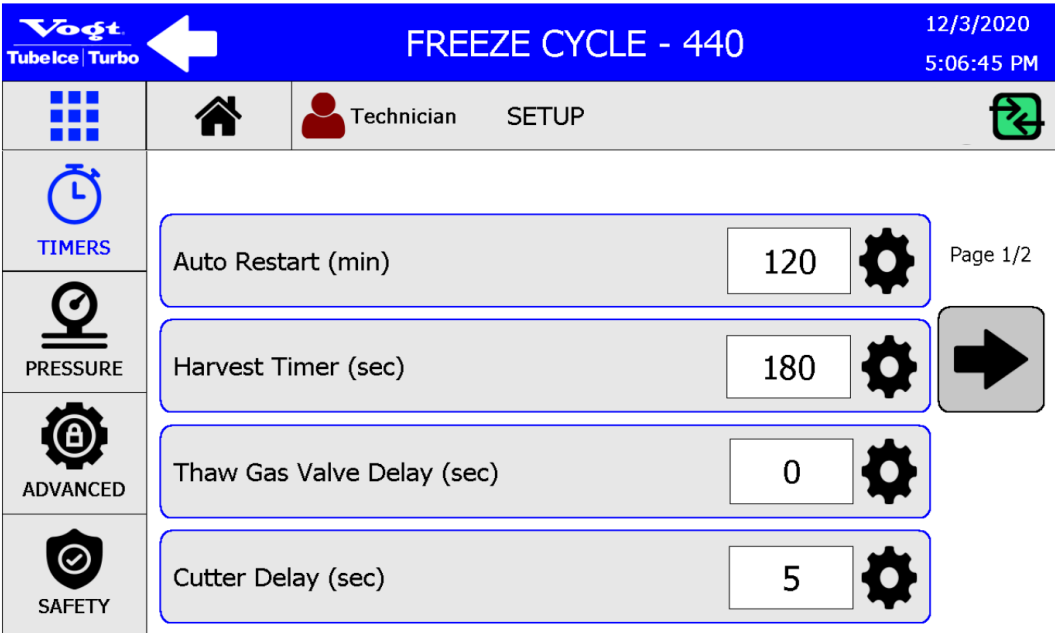 Vogt
Tube Ice | Turbo
FREEZE CYCLE - 440
12/3/2020
5:06:45 PM
Technician
SETUP
TIMERS
PRESSURE
ADVANCED
SAFETY
Auto Restart (min)
120
Page 1/2
Harvest Timer (sec)
180
Thaw Gas Valve Delay (sec)
0
Cutter Delay (sec)
5